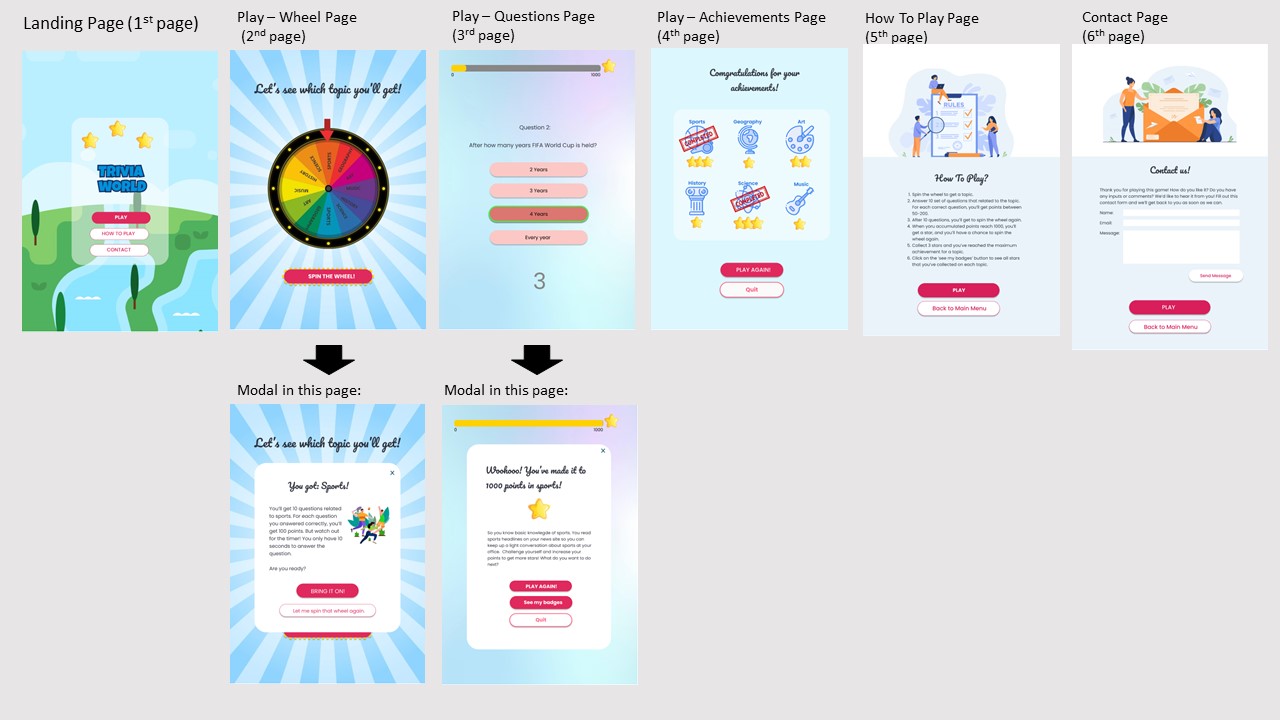 Landing Page (1st page)
Play – Wheel Page
(2nd page)
Play – Questions Page
(3rd page)
Play – Achievements Page
(4th page)
How To Play Page
(5th page)
Contact Page
(6th page)
TRIVIA
WORLD
PLAY
HOW TO PLAY
CONTACT
Let's see which topic you'll get!
SPORTS
SCIENCE
HISTORY
MUSIC
ART
SPORTS
SPIN THE WHEEL!
0
1000
Question 2:
After how many years FIFA World Cup is held?
2 Years
3 Years
4 Years
Every year
3
Congratulations for your
achievements!
Sports
Geography
Art
COMPLETED
History
Science
Music
COMPLETED
PLAY AGAIN!
Quit
RULES
How To Play?
1. Spin the wheel to get a topic.
2. Answer 10 set of questions that related to the topic.
For each correct question, you'll get points between
50-200.
3. After 10 questions, you'll get to spin the wheel again.
4. When you accumulated points reach 1000, you'll
get a star, and you'll have a chance to spin the
wheel again.
5. Collect 3 stars and you've reached the maximum
achievement for a topic.
6. Click on the 'see my badges' button to see all stars
that you've collected on each topic.
PLAY
Back to Main Menu
Contact us!
Thank you for playing this game! How do you like it? Do you have
any inputs or comments? We'd like to hear it from you! Fill out this
contact form and we'll get back to you as soon as we can.
Name:
Email:
Message:
Send Message
PLAY
Back to Main Menu
Modal in this page:
Let's see which topic you'll get!
X
You got: Sports!
You'll get 10 questions related
to sports. For each question
you answered correctly, you'll
get 100 points. But watch out
for the timer! You only have 10
seconds to answer the
question.
Are you ready?
BRING IT ON!
Let me spin that wheel again.
Modal in this page:
0
1000
X
Woohooo! You've made it to
1000 points in sports!
So you know basic knowlegde of sports. You read
sports headlines on your news site so you can
keep up a light conversation about sports at your
office. Challenge yourself and increase your
points to get more stars! What do you want to do
next?
PLAY AGAIN!
See my badges
Quit